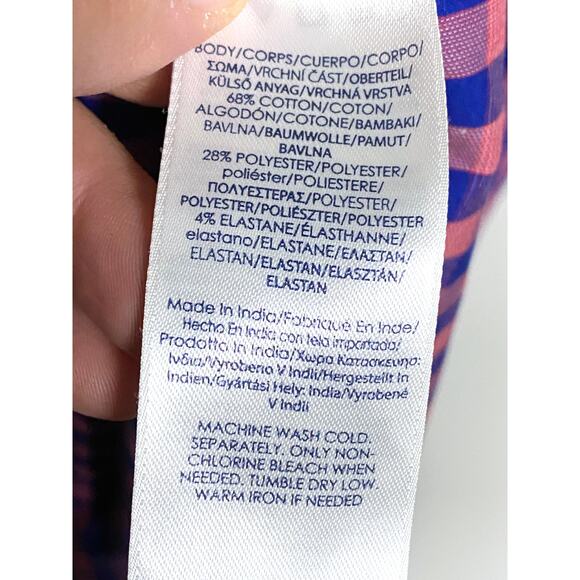 BODY/CORPS/CUERPO/CORPO/
ΣΩΜΑ/VRCHNÍ ČÁST/OBERTEIL/
KÜLSŐ ANYAG/VRCHNÁ VRSTVA
68% COTTON/COTON/
ALGODÓN/COTONE/BAMBAKI/
BAVLNA/BAUMWOLLE/PAMUT/
BAVLNA
28% POLYESTER/POLYESTER/
poliéster/POLIESTERE/
ΠΟΛΥΕΣΤΕΡΑΣ/POLYESTER/
POLYESTER/POLIÉSZTER/POLYESTER
4% ELASTANE/ÉLASTHANNE/
elastano/ELASTANE/ΕΛΑΣΤΑΝ/
ELASTAN/ELASTAN/ELASZTÁN/
ELASTAN
Made In India/Fabriqué En Inde/
Hecho En India con tela importada/
Prodotto In India/Χωρα Κατασκευησ:
Ινδια/Vyrobeno V Indii/Hergestellt In
Indien/Gyártási Hely: India/Vyrobené
V Indii
MACHINE WASH COLD.
SEPARATELY. ONLY NON-
CHLORINE BLEACH WHEN
NEEDED. TUMBLE DRY LOW.
WARM IRON IF NEEDED